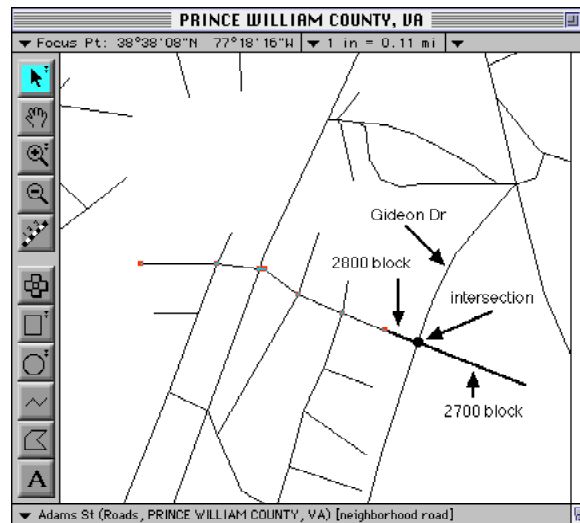 PRINCE WILLIAM COUNTY, VA
Focus Pt: 38°38'08"N 77°18'16"W 1 in = 0.11 mi
Gideon Dr
2800 block
intersection
2700 block
A
Adams St (Roads, PRINCE WILLIAM COUNTY, VA) [neighborhood road]